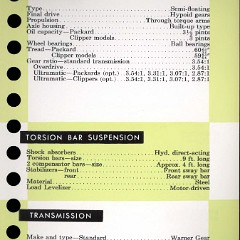 Type Semi-floating
Final drive Hypoid gears
Propulsion Through torque arms
Axle housing Built-up type
Oil capacity—Packard 3½ pints
Clipper models 3 pints
Wheel bearings Ball bearings
Tread—Packard
Clipper models
Gear ratio—standard transmission 3.54:1
Overdrive
Ultramatic—Packards (opt.) 3.54:1, 3.31:1, 3.07:1, 2.87:1
Ultramatic—Clippers (opt.) 3.54:1, 3.31:1, 3.07:1, 2.87:1
TORSION BAR SUSPENSION
Shock absorbers Hyd. direct-acting
Torsion bars—size 9 ft. long
2 compensator bars—size Approx. 4 ft. long
Stabilizers—front Front sway bar
rear Rear sway bar
Material Steel
Load Leveliner Motor-driven
TRANSMISSION
Make and type—Standard Warner Gear